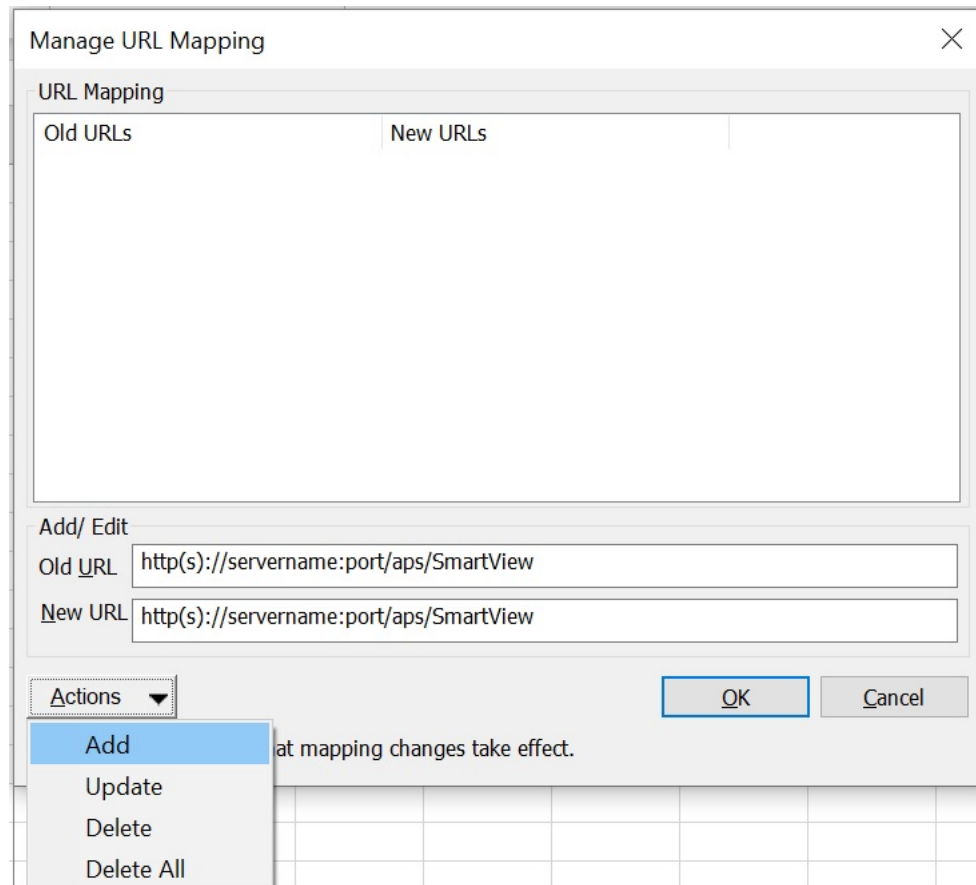 Manage URL Mapping
URL Mapping
Old URLs New URLs
Add/ Edit
Old URL http(s)://servername:port/aps/SmartView
New URL http(s)://servername:port/aps/SmartView
Actions OK Cancel
Add
at mapping changes take effect.
Update
Delete
Delete All